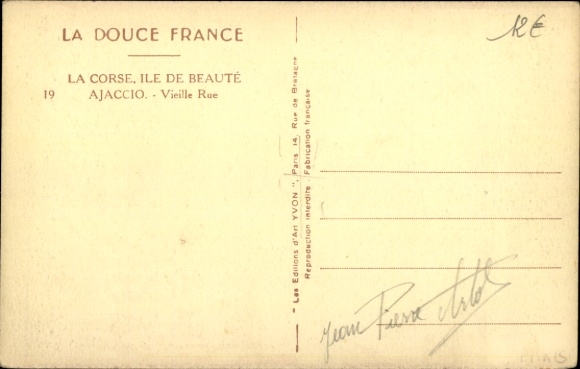 LA DOUCE FRANCE
LA CORSE, ILE DE BEAUTÉ
19 AJACCIO. - Vieille Rue
"Les Editions d'Art YVON", Paris 14, Rue de Bretagne
Reproduction interdite. Fabrication française
12€
Jean Pierre